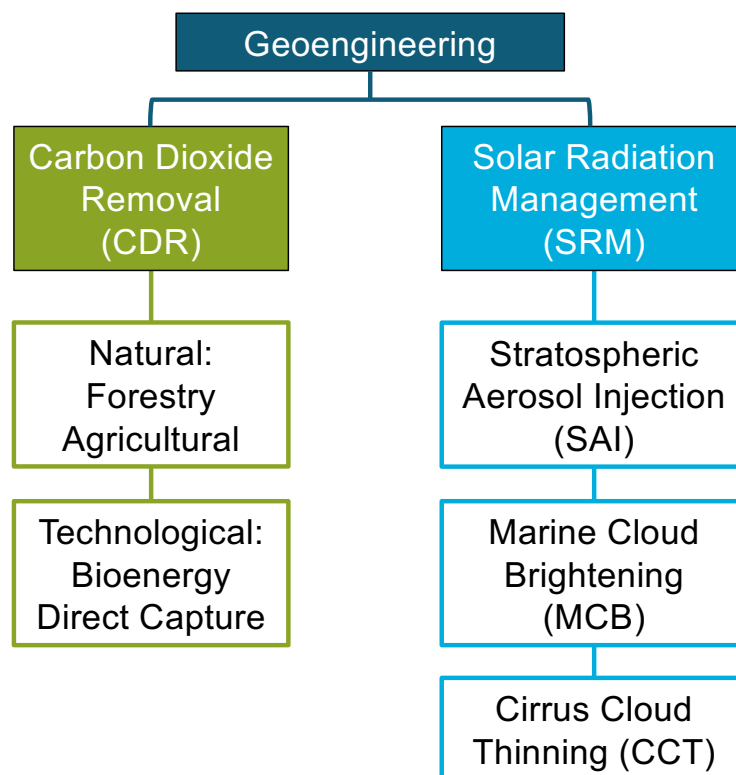 Geoengineering
Carbon Dioxide
Removal
(CDR)
Natural:
Forestry
Agricultural
Technological:
Bioenergy
Direct Capture
Solar Radiation
Management
(SRM)
Stratospheric
Aerosol Injection
(SAI)
Marine Cloud
Brightening
(MCB)
Cirrus Cloud
Thinning (CCT)